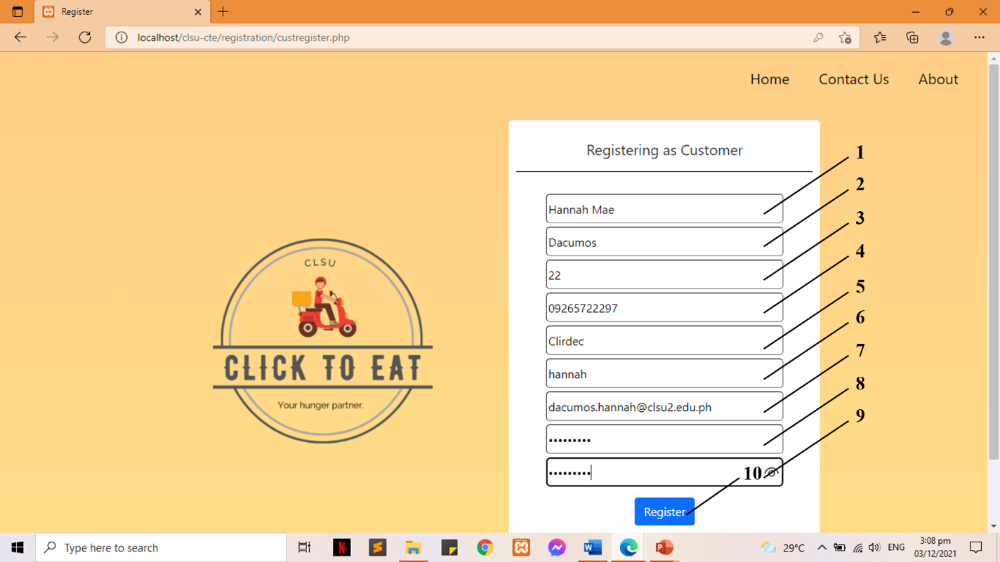 Register
localhost/clsu-cte/registration/custregister.php
Home Contact Us About
Registering as Customer
1
2
Hannah Mae
3
Dacumos
4
22
5
09265722297
6
Clirdec
7
hannah
8
dacumos.hannah@clsu2.edu.ph
9
•••••••••
•••••••••
10
Register
CLSU
CLICK TO EAT
Your hunger partner.
Type here to search
29°C
ENG
3:08 pm
03/12/2021